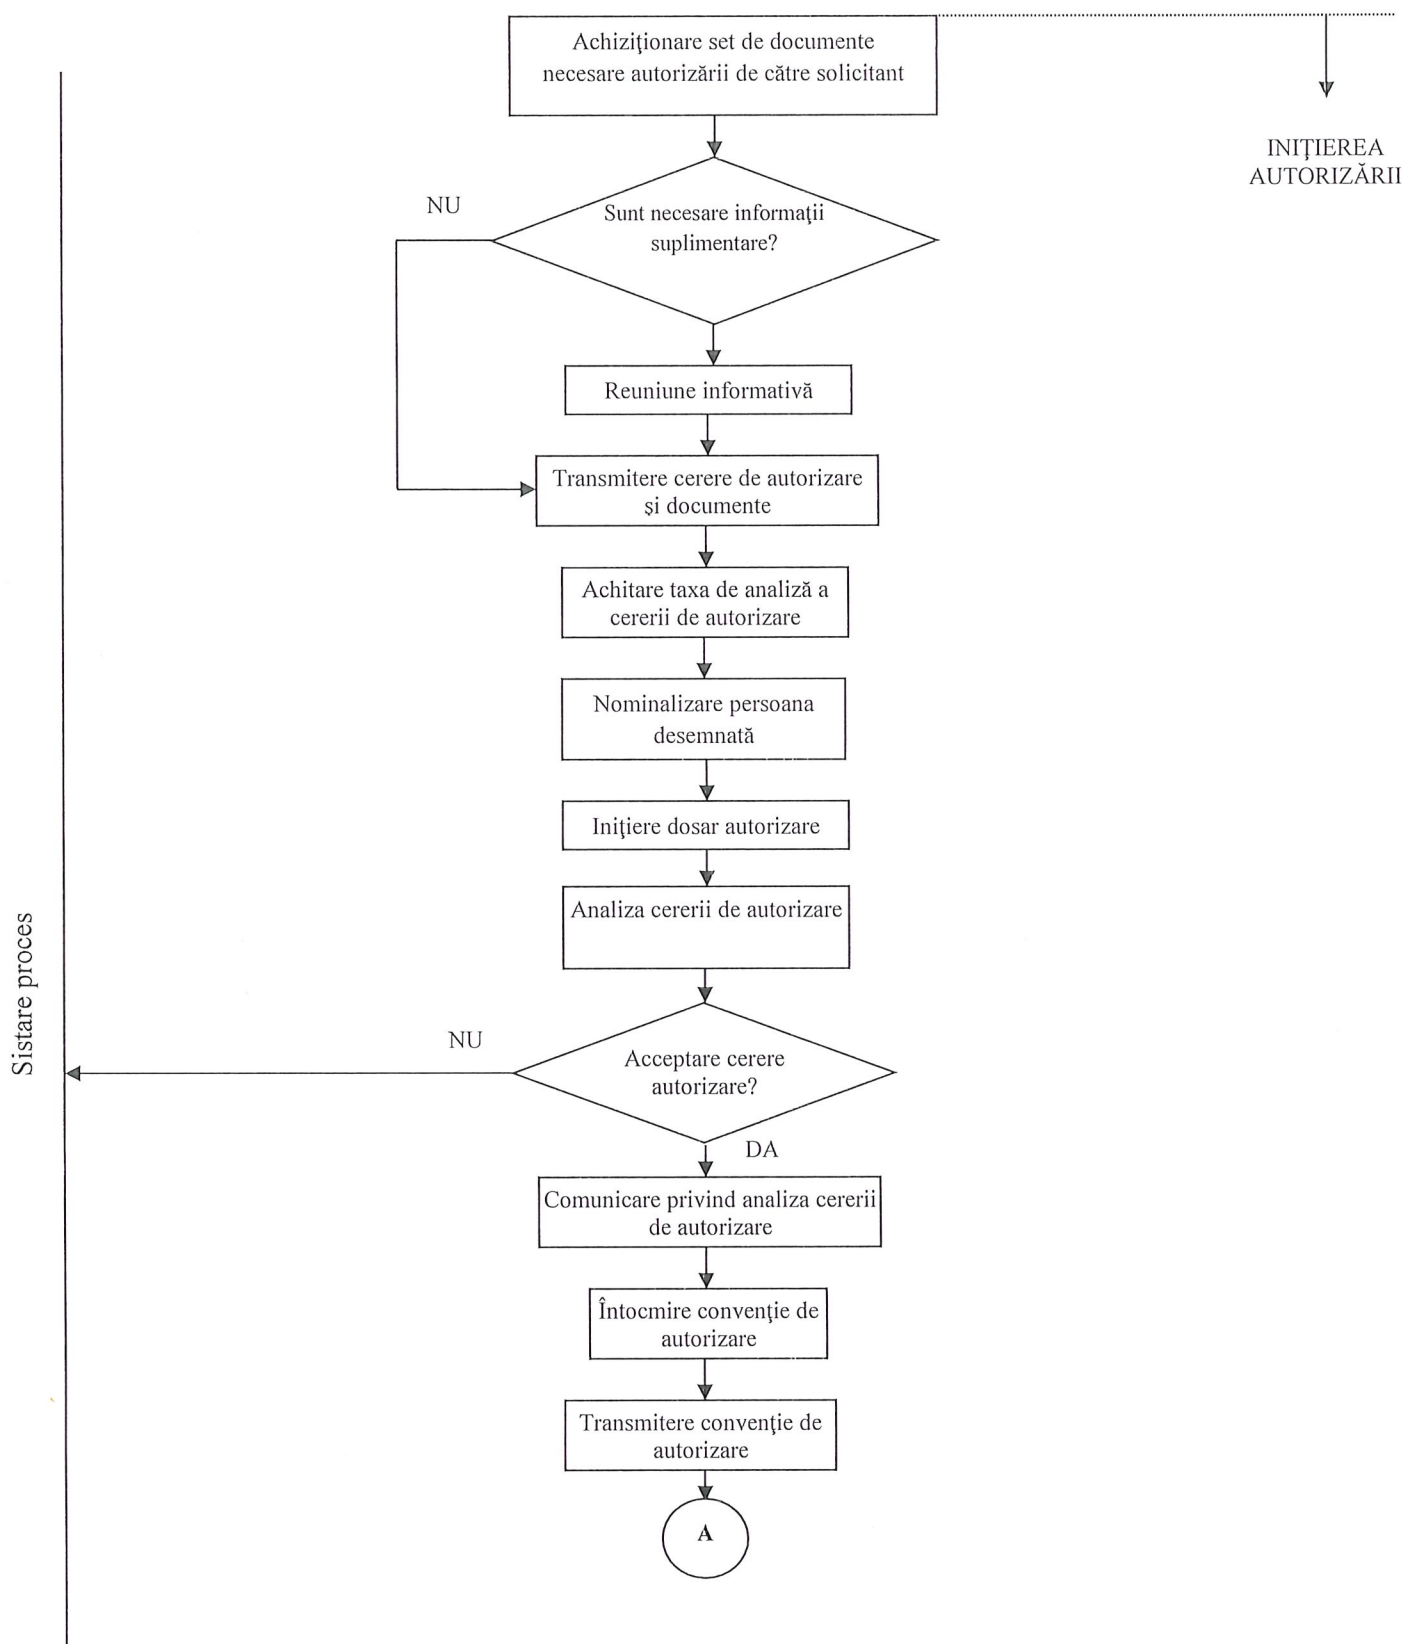 Achiziţionare set de documente
necesare autorizării de către solicitant
INIŢIEREA
AUTORIZĂRII
NU
Sunt necesare informaţii
suplimentare?
Reuniune informativă
Transmitere cerere de autorizare
şi documente
Achitare taxa de analiză a
cererii de autorizare
Nominalizare persoana
desemnată
Iniţiere dosar autorizare
Analiza cererii de autorizare
Sistare proces
NU
Acceptare cerere
autorizare?
DA
Comunicare privind analiza cererii
de autorizare
Întocmire convenţie de
autorizare
Transmitere convenţie de
autorizare
A